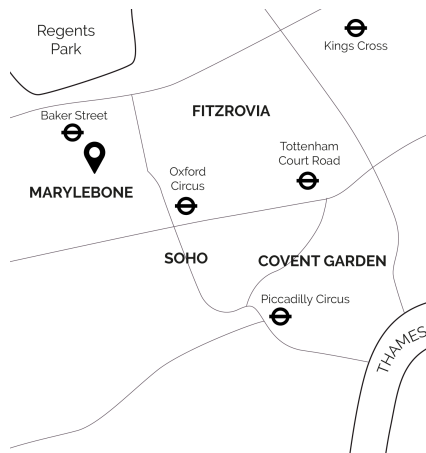 Regents
Park
Kings Cross
Baker Street
FITZROVIA
Tottenham
Court Road
Oxford
Circus
MARYLEBONE
SOHO
COVENT GARDEN
Piccadilly Circus
THAMES